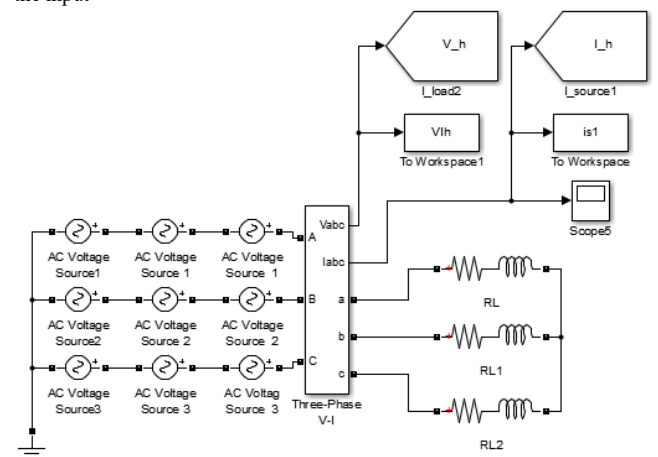 the input
V_h
I_h
I_load2
I_source1
VIh
is1
To Workspace1
To Workspace
Scope5
Vabc
A
Iabc
AC Voltage
Source1
AC Voltage
Source 1
AC Voltage
Source 1
a
RL
B
AC Voltage
Source2
AC Voltage
Source 2
AC Voltage
Source 2
b
RL1
C
c
AC Voltage
Source3
AC Voltage
Source 3
AC Voltag
Source 3
Three-Phase
V-I
RL2